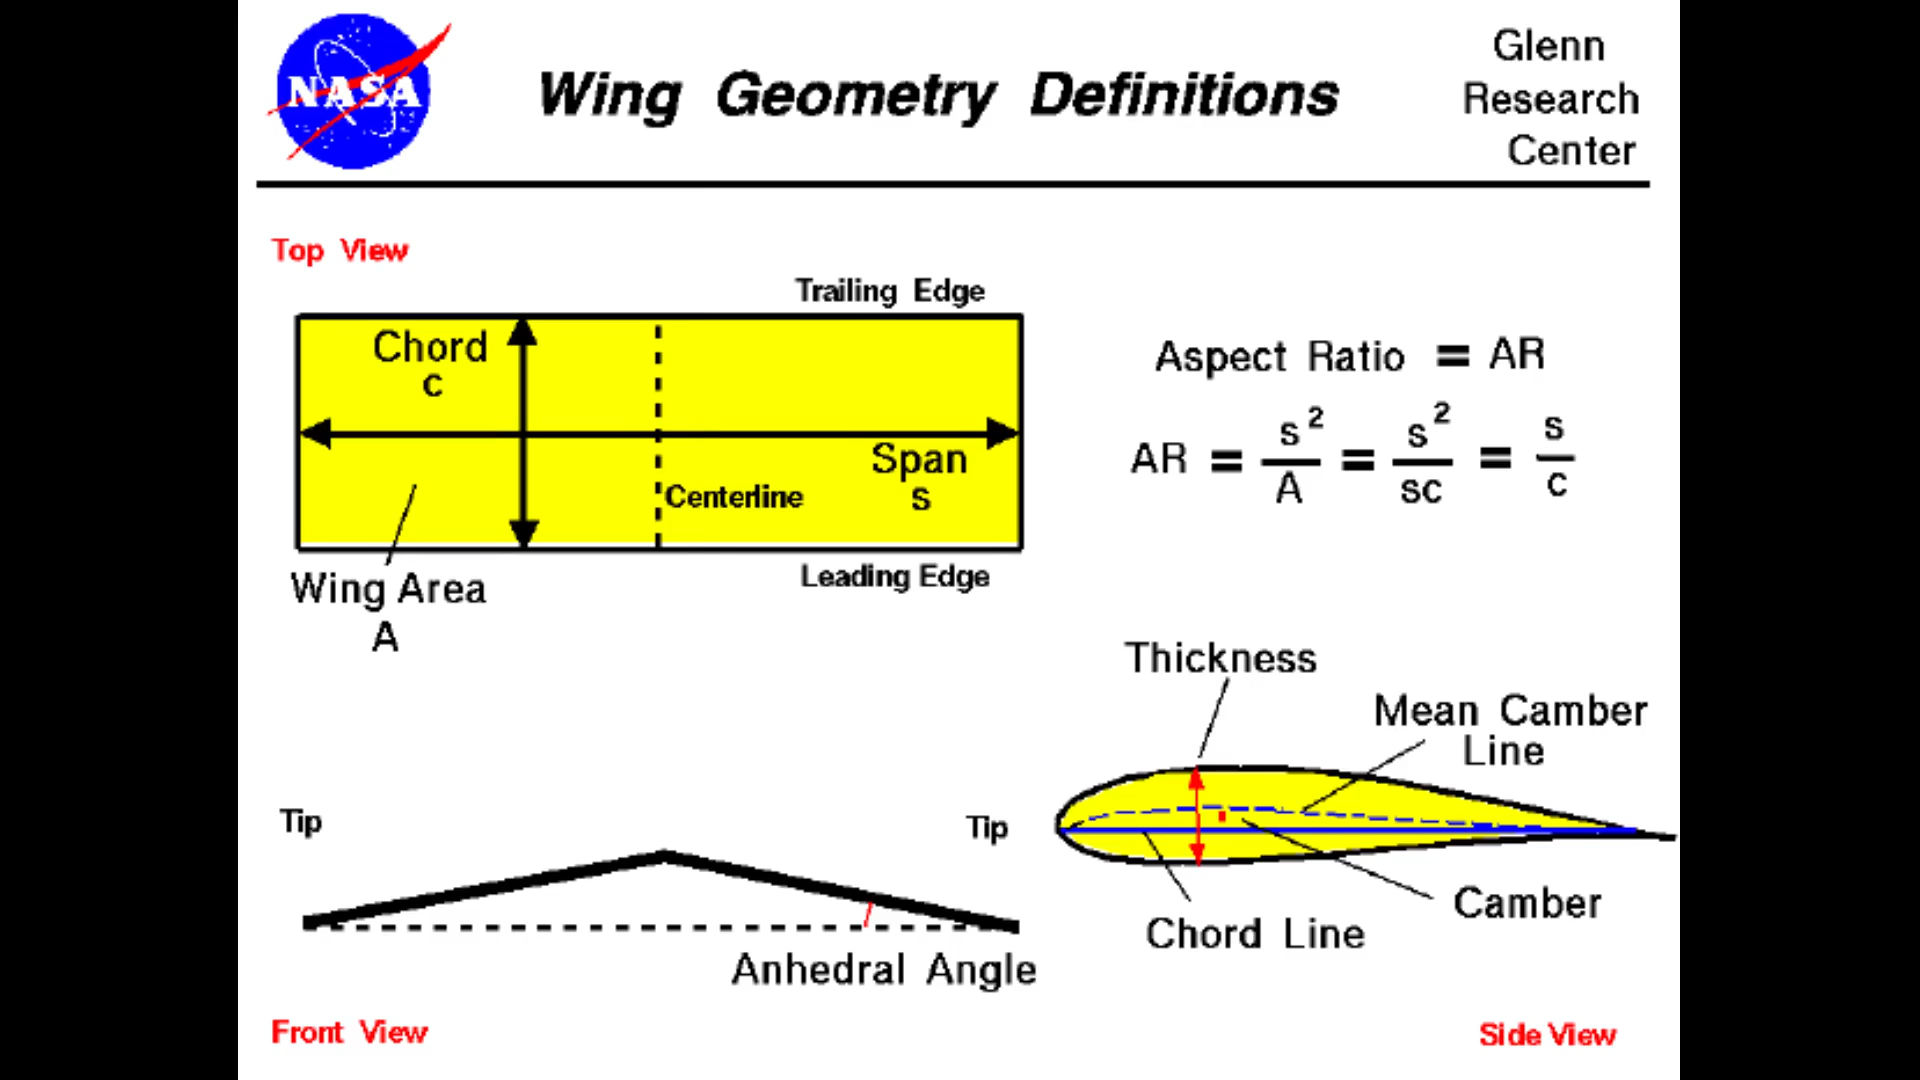 NASA
Wing Geometry Definitions
Glenn
Research
Center
Top View
Trailing Edge
Chord
c
Span
s
Centerline
Leading Edge
Wing Area
A
Aspect Ratio = AR
AR = s² / A = s² / sc = s / c
Thickness
Mean Camber
Line
Camber
Chord Line
Side View
Tip
Tip
Anhedral Angle
Front View